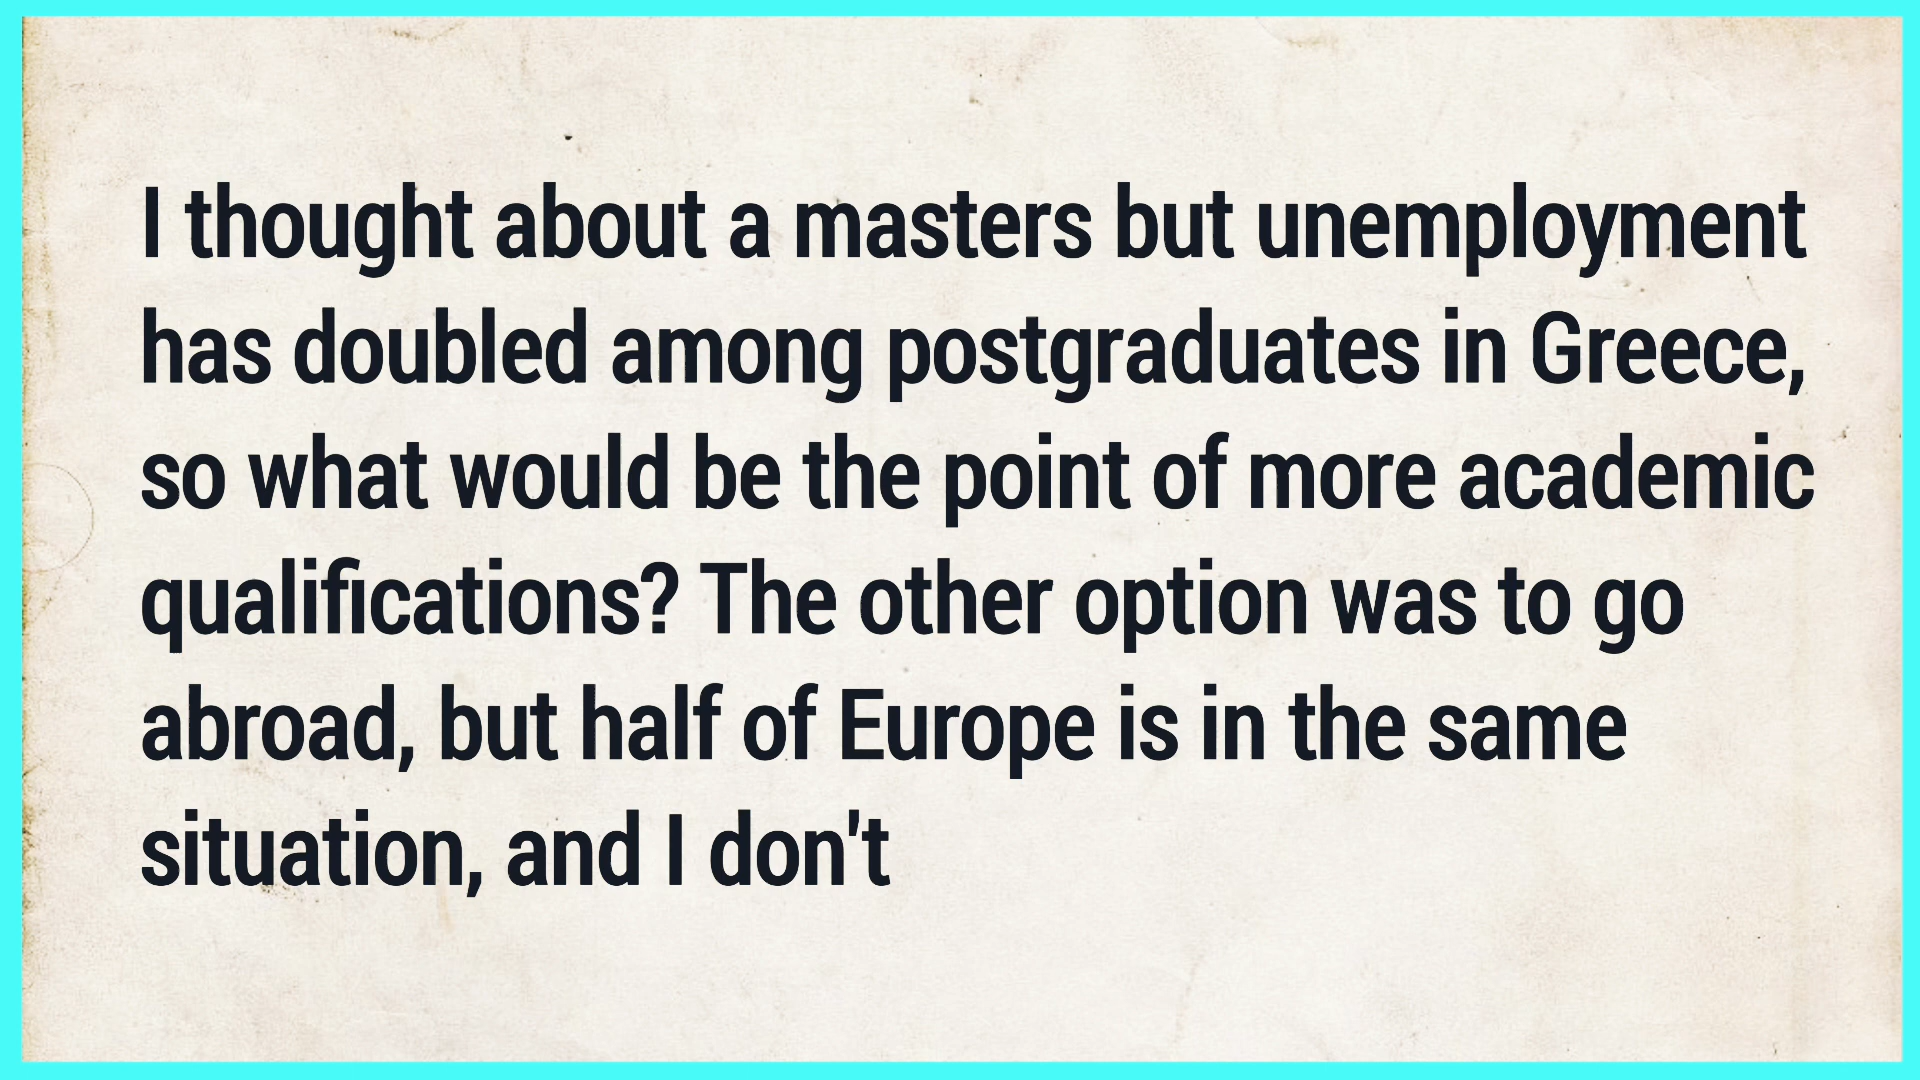 I thought about a masters but unemployment
has doubled among postgraduates in Greece,
so what would be the point of more academic
qualifications? The other option was to go
abroad, but half of Europe is in the same
situation, and I don't